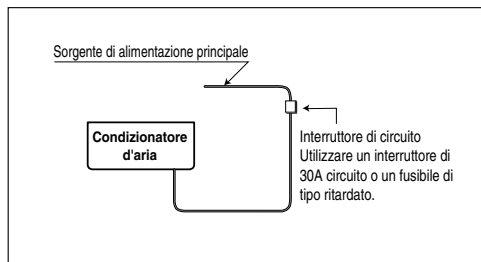 Sorgente di alimentazione principale
Condizionatore
d'aria
Interruttore di circuito
Utilizzare un interruttore di
30A circuito o un fusibile di
tipo ritardato.